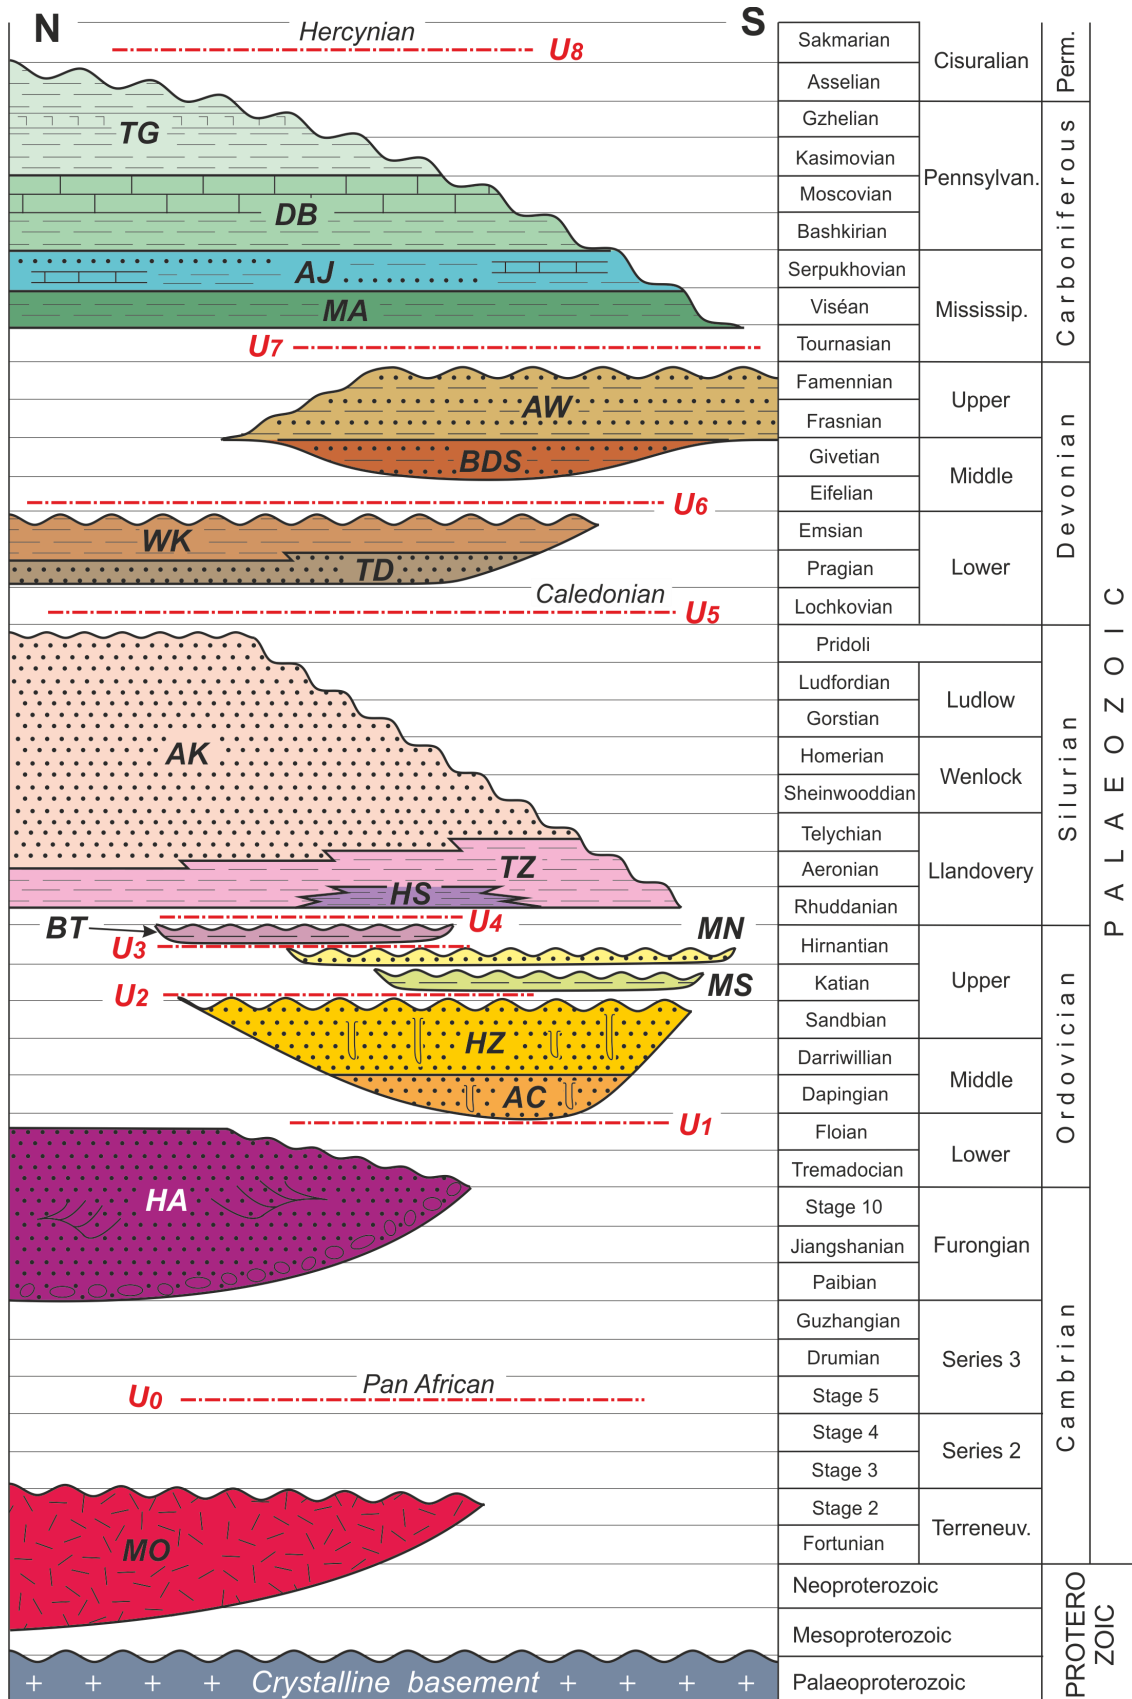 N
S
Hercynian
U8
TG
DB
AJ
MA
U7
AW
BDS
U6
WK
TD
Caledonian
U5
AK
TZ
HS
U4
BT
U3
MN
MS
U2
HZ
AC
U1
HA
Pan African
U0
MO
Crystalline basement
Sakmarian
Asselian
Gzhelian
Kasimovian
Moscovian
Bashkirian
Serpukhovian
Viséan
Tournasian
Famennian
Frasnian
Givetian
Eifelian
Emsian
Pragian
Lochkovian
Pridoli
Ludfordian
Gorstian
Homerian
Sheinwooddian
Telychian
Aeronian
Rhuddanian
Hirnantian
Katian
Sandbian
Darriwillian
Dapingian
Floian
Tremadocian
Stage 10
Jiangshanian
Paibian
Guzhangian
Drumian
Stage 5
Stage 4
Stage 3
Stage 2
Fortunian
Neoproterozoic
Mesoproterozoic
Palaeoproterozoic
Cisuralian
Pennsylvan.
Mississip.
Upper
Middle
Lower
Ludlow
Wenlock
Llandovery
Upper
Middle
Lower
Furongian
Series 3
Series 2
Terreneuv.
Perm.
Carboniferous
Devonian
Silurian
Ordovician
Cambrian
PROTERO
ZOIC
PALAEOZOIC